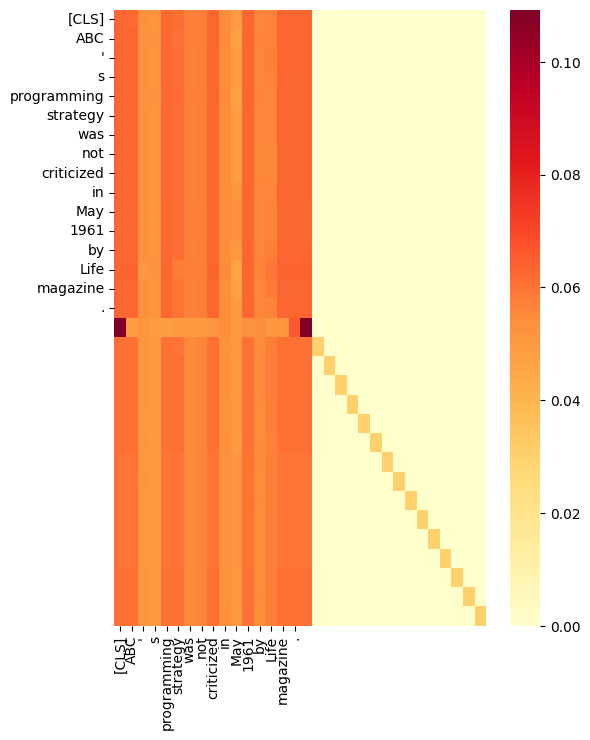 [CLS]
ABC
'
s
programming
strategy
was
not
criticized
in
May
1961
by
Life
magazine
.
[CLS]
ABC
'
s
programming
strategy
was
not
criticized
in
May
1961
by
Life
magazine
.
0.10
0.08
0.06
0.04
0.02
0.00